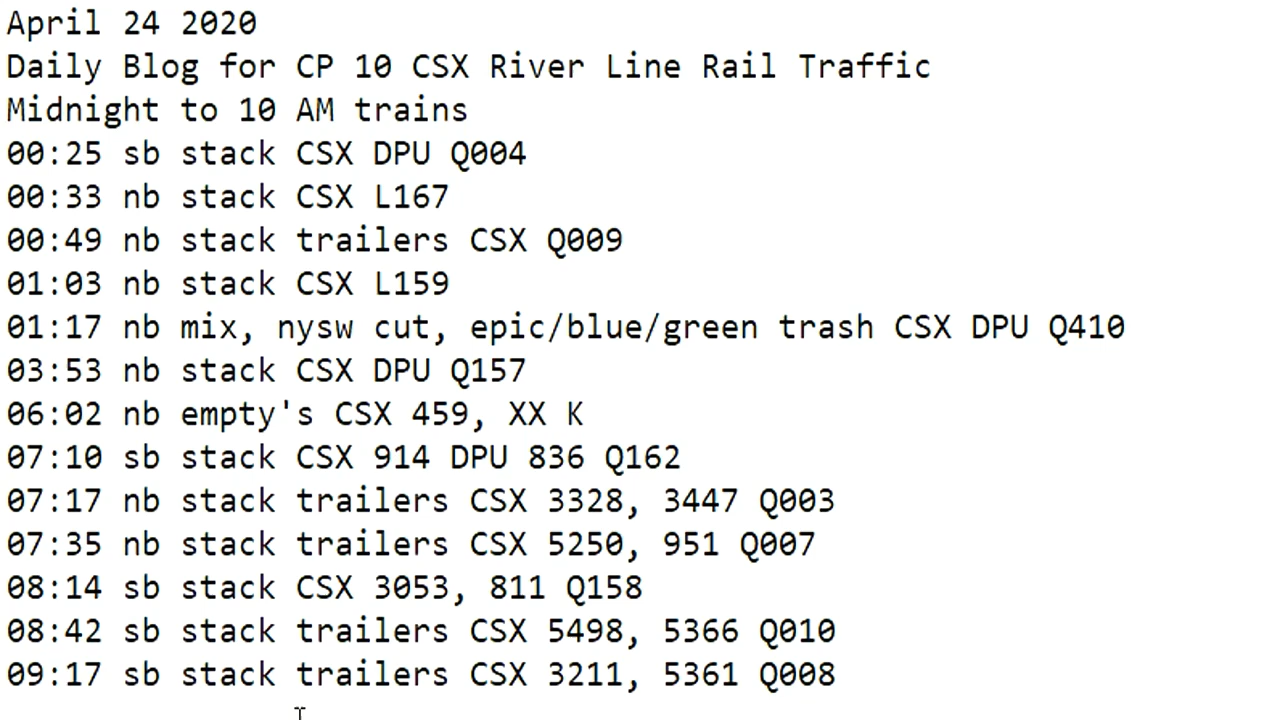 April 24 2020
Daily Blog for CP 10 CSX River Line Rail Traffic
Midnight to 10 AM trains
00:25 sb stack CSX DPU Q004
00:33 nb stack CSX L167
00:49 nb stack trailers CSX Q009
01:03 nb stack CSX L159
01:17 nb mix, nysw cut, epic/blue/green trash CSX DPU Q410
03:53 nb stack CSX DPU Q157
06:02 nb empty's CSX 459, XX K
07:10 sb stack CSX 914 DPU 836 Q162
07:17 nb stack trailers CSX 3328, 3447 Q003
07:35 nb stack trailers CSX 5250, 951 Q007
08:14 sb stack CSX 3053, 811 Q158
08:42 sb stack trailers CSX 5498, 5366 Q010
09:17 sb stack trailers CSX 3211, 5361 Q008